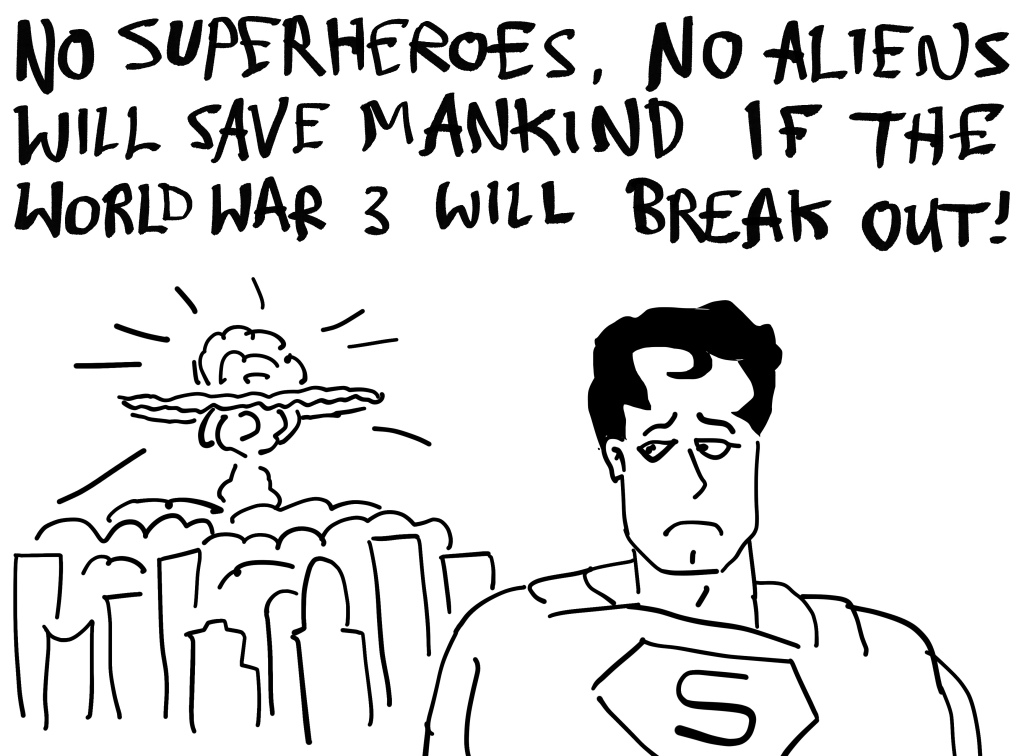 NO SUPERHEROES, NO ALIENS
WILL SAVE MANKIND IF THE
WORLD WAR 3 WILL BREAK OUT!
S